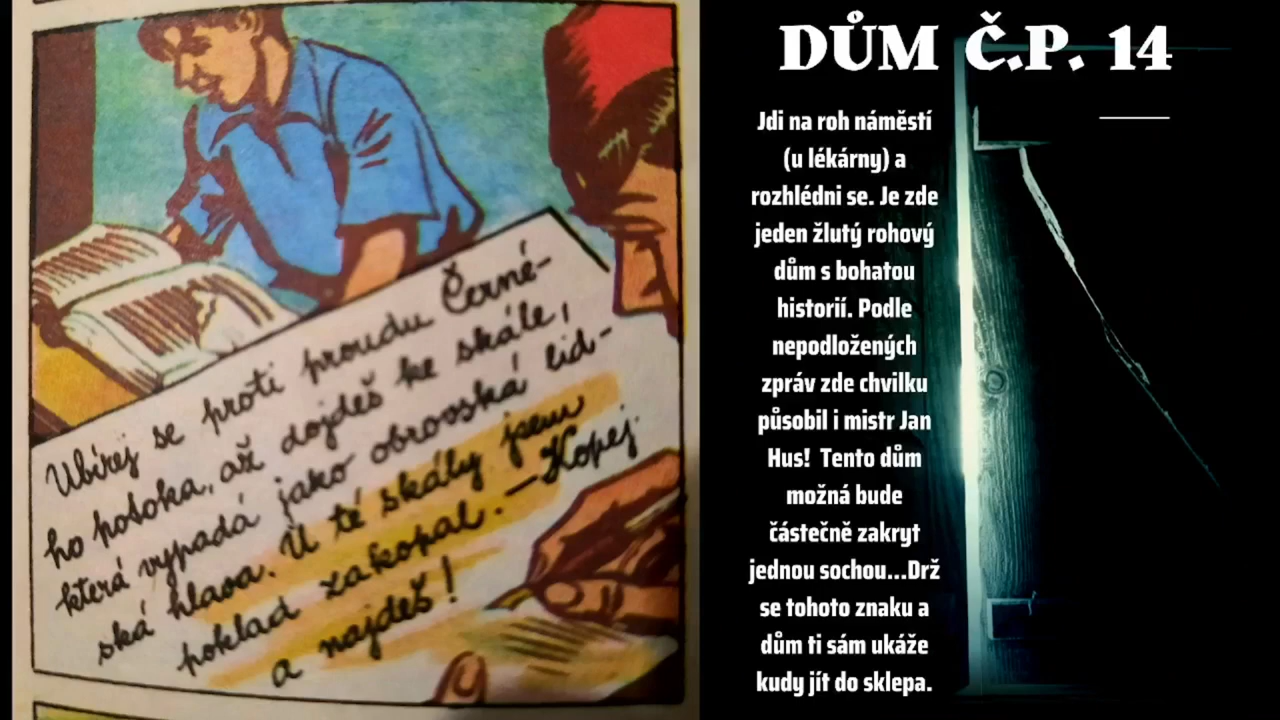 Ubírej se proti proudu Černé-
ho potoka, až dojdeš ke skále,
která vypadá jako obrovská lid-
ská hlava. U té skály jsem
poklad zakopal. — Kopej
a najdeš!
DŮM Č.P. 14
Jdi na roh náměstí
(u lékárny) a
rozhlédni se. Je zde
jeden žlutý rohový
dům s bohatou
historií. Podle
nepodložených
zpráv zde chvilku
působil i mistr Jan
Hus! Tento dům
možná bude
částečně zakryt
jednou sochou...Drž
se tohoto znaku a
dům ti sám ukáže
kudy jít do sklepa.